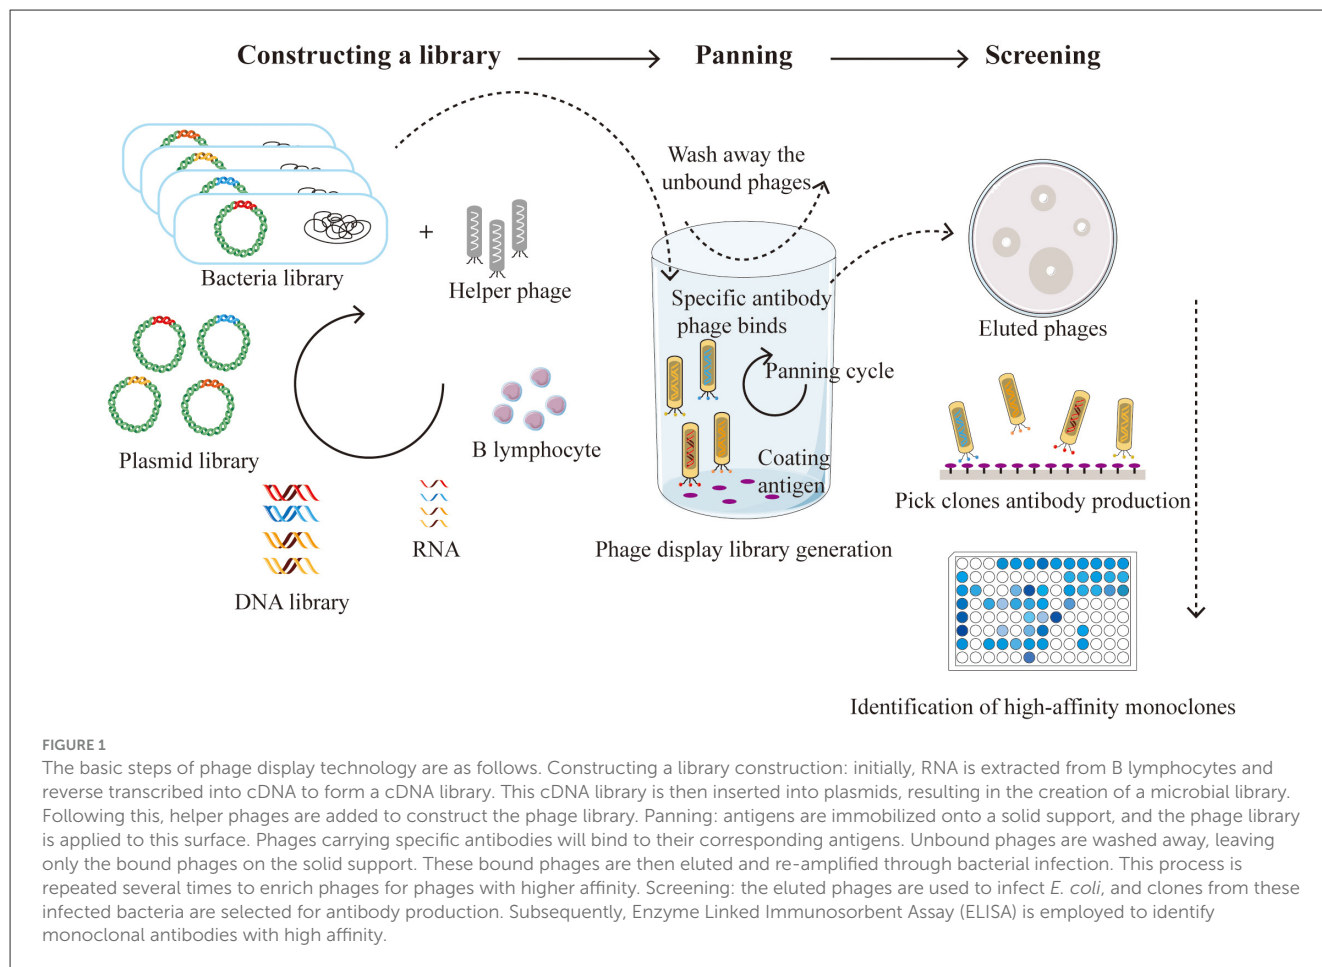 Constructing a library
Panning
Screening
Wash away the
unbound phages
Bacteria library
+
Helper phage
Specific antibody
phage binds
Panning cycle
Eluted phages
Plasmid library
B lymphocyte
Coating
antigen
Pick clones antibody production
RNA
Phage display library generation
DNA library
Identification of high-affinity monoclones
FIGURE 1
The basic steps of phage display technology are as follows. Constructing a library construction: initially, RNA is extracted from B lymphocytes and
reverse transcribed into cDNA to form a cDNA library. This cDNA library is then inserted into plasmids, resulting in the creation of a microbial library.
Following this, helper phages are added to construct the phage library. Panning: antigens are immobilized onto a solid support, and the phage library
is applied to this surface. Phages carrying specific antibodies will bind to their corresponding antigens. Unbound phages are washed away, leaving
only the bound phages on the solid support. These bound phages are then eluted and re-amplified through bacterial infection. This process is
repeated several times to enrich phages for phages with higher affinity. Screening: the eluted phages are used to infect E. coli, and clones from these
infected bacteria are selected for antibody production. Subsequently, Enzyme Linked Immunosorbent Assay (ELISA) is employed to identify
monoclonal antibodies with high affinity.